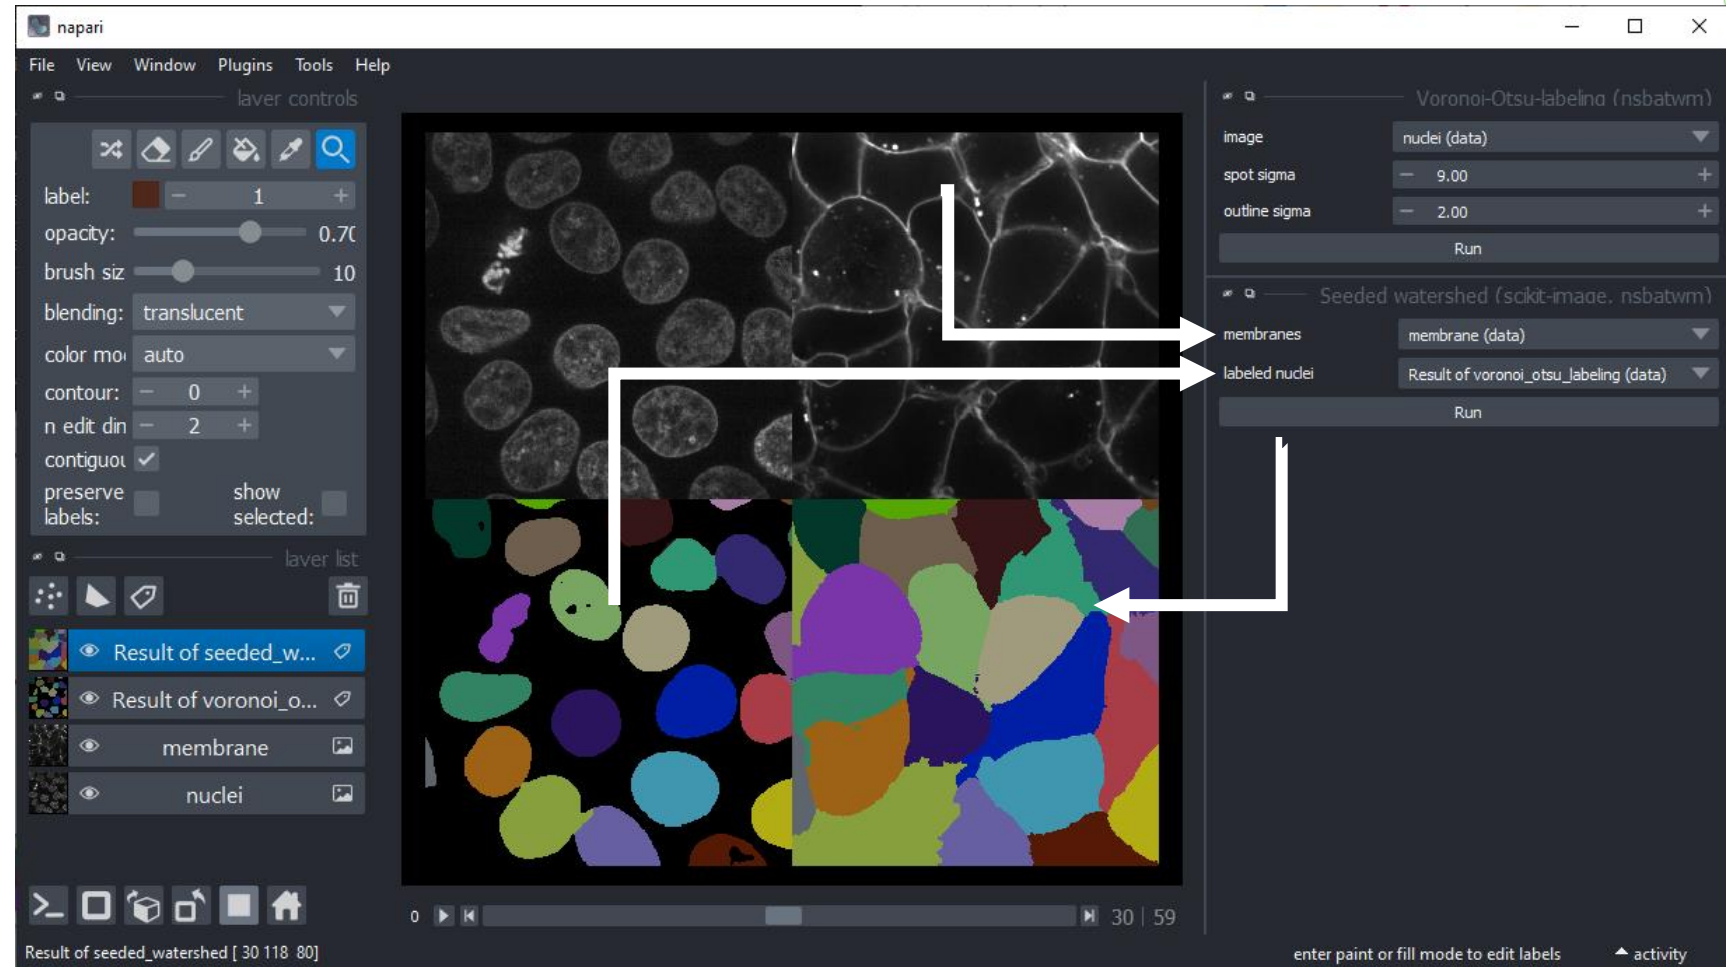 napari
File View Window Plugins Tools Help
layer controls
label: 1
opacity: 0.70
brush siz 10
blending: translucent
color mo auto
contour: 0
n edit din 2
contiguou
preserve labels:
show selected:
layer list
Result of seeded_w...
Result of voronoi_o...
membrane
nuclei
0
30 | 59
Voronoi-Otsu-labeling (nsbatwm)
image nuclei (data)
spot sigma 9.00
outline sigma 2.00
Run
Seeded watershed (scikit-image, nsbatwm)
membranes membrane (data)
labeled nuclei Result of voronoi_otsu_labeling (data)
Run
Result of seeded_watershed [ 30 118 80]
enter paint or fill mode to edit labels
activity